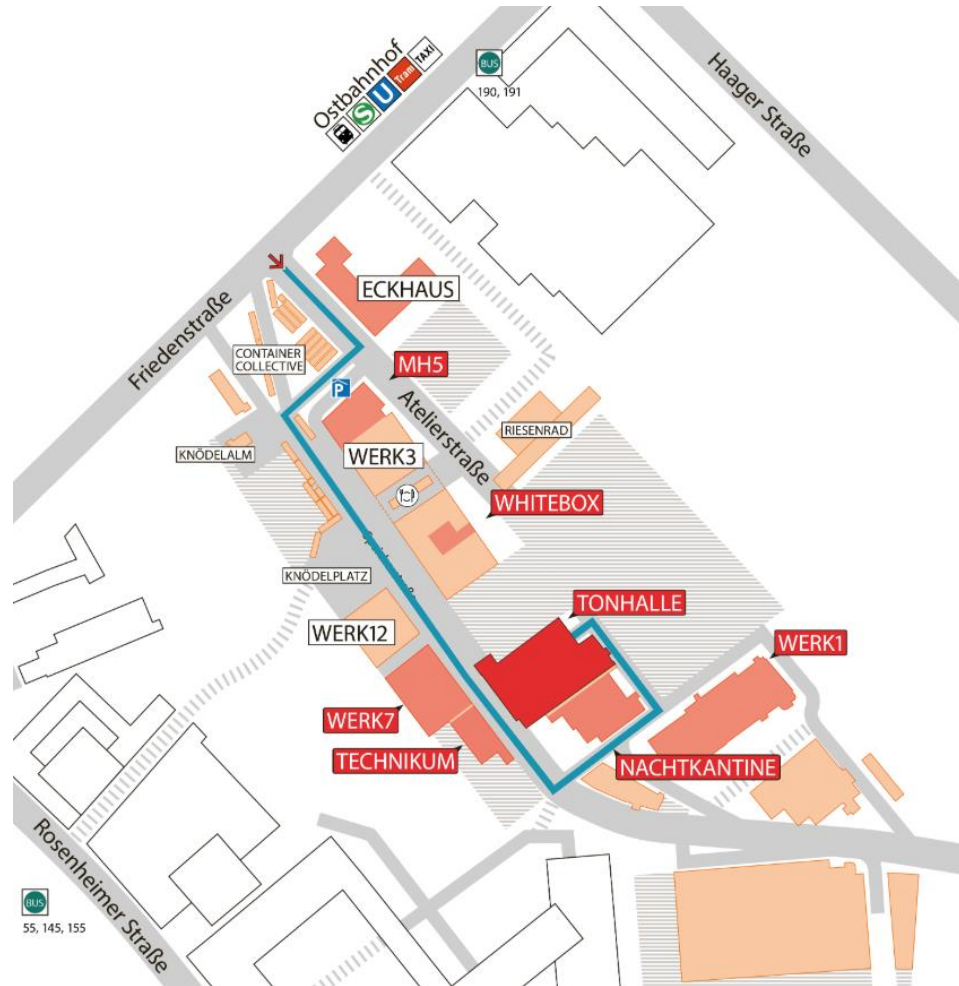 Ostbahnhof
S
U
Tram
TAXI
BUS
190, 191
Haager Straße
Friedenstraße
ECKHAUS
CONTAINER
COLLECTIVE
MH5
P
Atelierstraße
RIESENRAD
KNÖDELALM
WERK3
WHITEBOX
KNÖDELPLATZ
TONHALLE
WERK12
WERK1
WERK7
TECHNIKUM
NACHTKANTINE
Rosenheimer Straße
BUS
55, 145, 155